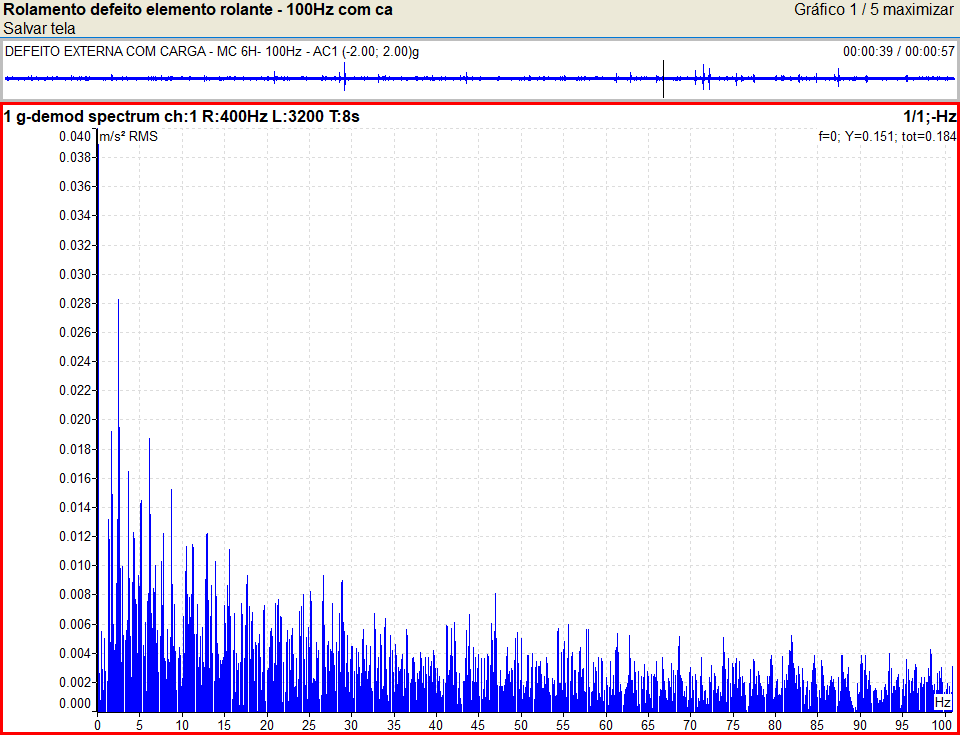 Rolamento defeito elemento rolante - 100Hz com ca Gráfico 1 / 5 maximizar
Salvar tela
DEFEITO EXTERNA COM CARGA - MC 6H- 100Hz - AC1 (-2.00; 2.00)g 00:00:39 / 00:00:57
1 g-demod spectrum ch:1 R:400Hz L:3200 T:8s 1/1;-Hz
0.040 m/s² RMS f=0; Y=0.151; tot=0.184
0.038
0.036
0.034
0.032
0.030
0.028
0.026
0.024
0.022
0.020
0.018
0.016
0.014
0.012
0.010
0.008
0.006
0.004
0.002
0.000 Hz
0 5 10 15 20 25 30 35 40 45 50 55 60 65 70 75 80 85 90 95 100